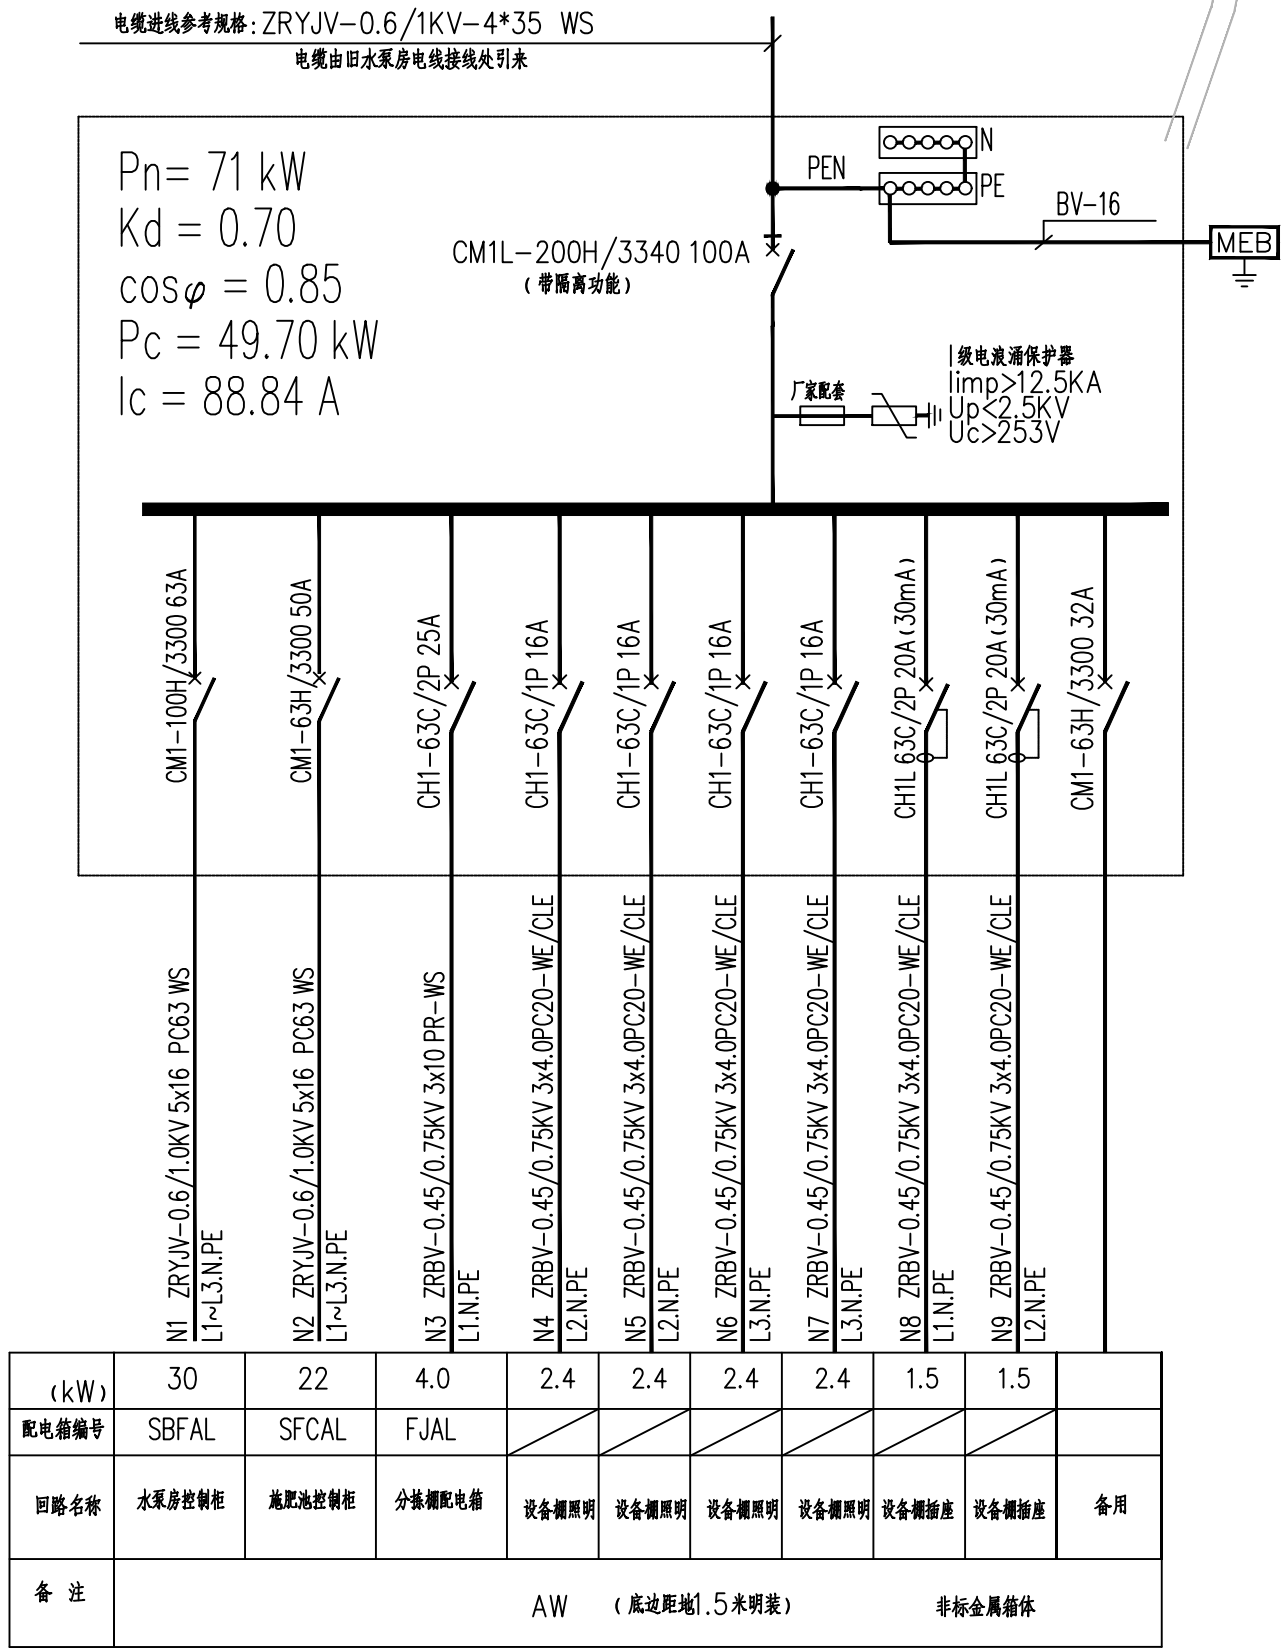 电缆进线参考规格: ZRYJV-0.6/1KV-4*35 WS
电缆由旧水泵房电线接线处引来
Pn= 71 kW
Kd = 0.70
cosφ = 0.85
Pc = 49.70 kW
Ic = 88.84 A
N
PEN
PE
BV-16
MEB
CM1L-200H/3340 100A
(带隔离功能)
厂家配套
I级电浪涌保护器
Iimp>12.5KA
Up<2.5KV
Uc>253V
CM1-100H/3300 63A
CM1-63H/3300 50A
CH1-63C/2P 25A
CH1-63C/1P 16A
CH1-63C/1P 16A
CH1-63C/1P 16A
CH1-63C/1P 16A
CH1L 63C/2P 20A(30mA)
CH1L 63C/2P 20A(30mA)
CM1-63H/3300 32A
N1 ZRYJV-0.6/1.0KV 5x16 PC63 WS
L1~L3.N.PE
N2 ZRYJV-0.6/1.0KV 5x16 PC63 WS
L1~L3.N.PE
N3 ZRBV-0.45/0.75KV 3x10 PR-WS
L1.N.PE
N4 ZRBV-0.45/0.75KV 3x4.0PC20-WE/CLE
L2.N.PE
N5 ZRBV-0.45/0.75KV 3x4.0PC20-WE/CLE
L2.N.PE
N6 ZRBV-0.45/0.75KV 3x4.0PC20-WE/CLE
L3.N.PE
N7 ZRBV-0.45/0.75KV 3x4.0PC20-WE/CLE
L3.N.PE
N8 ZRBV-0.45/0.75KV 3x4.0PC20-WE/CLE
L1.N.PE
N9 ZRBV-0.45/0.75KV 3x4.0PC20-WE/CLE
L2.N.PE
(kW) 30 22 4.0 2.4 2.4 2.4 2.4 1.5 1.5
配电箱编号 SBFAL SFCAL FJAL
回路名称 水泵房控制柜 施肥池控制柜 分拣棚配电箱 设备棚照明 设备棚照明 设备棚照明 设备棚照明 设备棚插座 设备棚插座 备用
备 注 AW (底边距地1.5米明装) 非标金属箱体